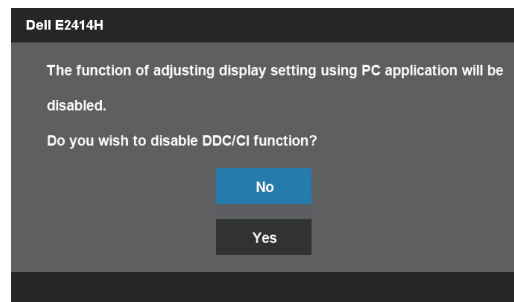 Dell E2414H
The function of adjusting display setting using PC application will be
disabled.
Do you wish to disable DDC/CI function?
No
Yes